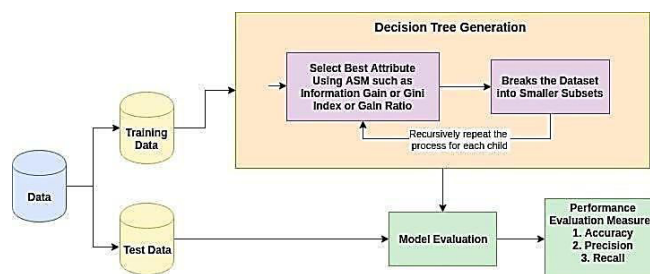 Decision Tree Generation
Select Best Attribute
Using ASM such as
Information Gain or Gini
Index or Gain Ratio
Breaks the Dataset
into Smaller Subsets
Recursively repeat the
process for each child
Training
Data
Data
Test Data
Model Evaluation
Performance
Evaluation Measure
1. Accuracy
2. Precision
3. Recall